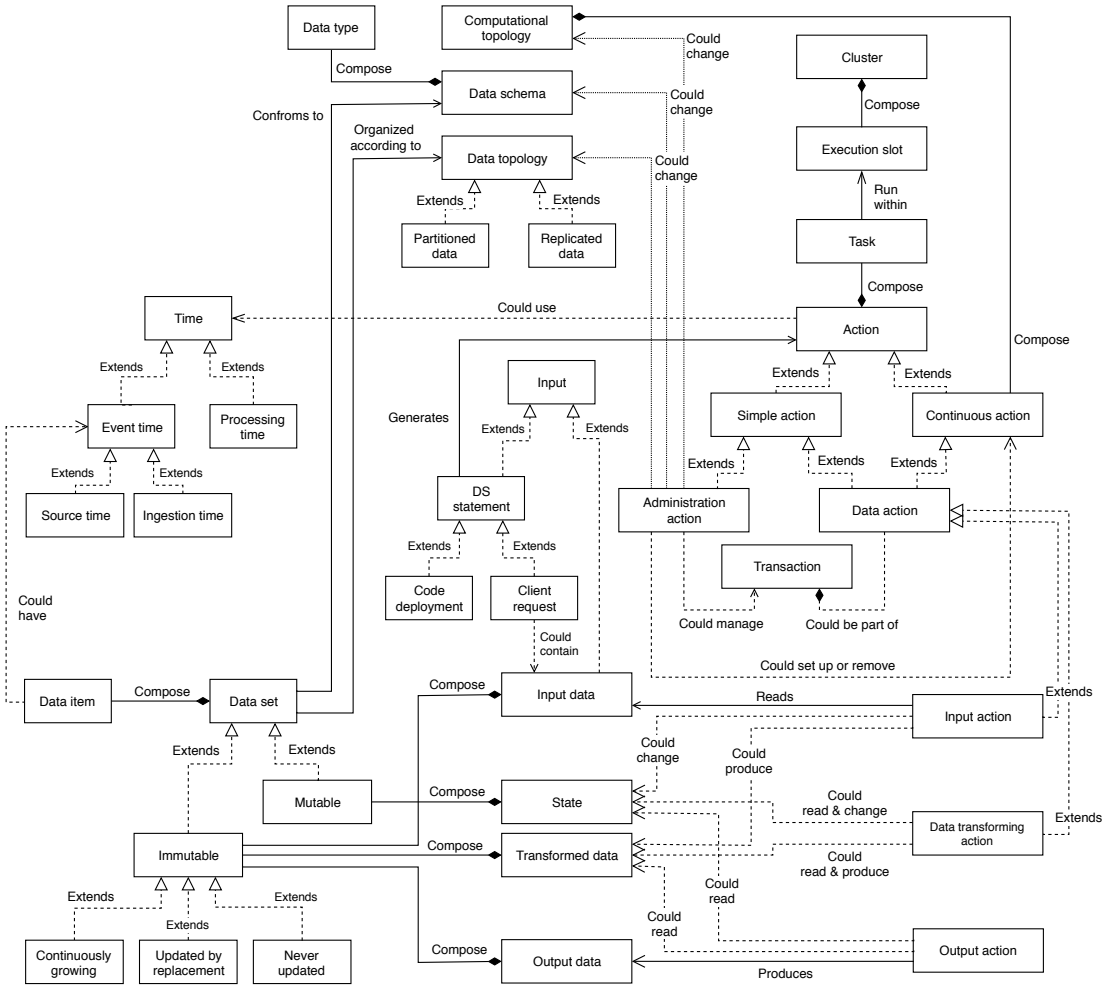 Data type
Computational
topology
Could
change
Cluster
Compose
Compose
Data schema
Could
change
Confroms to
Organized
according to
Execution slot
Data topology
Could
change
Run
within
Extends
Extends
Partitioned
data
Replicated
data
Task
Compose
Time
Could use
Action
Compose
Extends
Extends
Input
Extends
Extends
Event time
Processing
time
Generates
Extends
Extends
Simple action
Continuous action
Extends
Extends
Extends
Extends
Extends
Source time
Ingestion time
DS
statement
Administration
action
Data action
Extends
Extends
Transaction
Code
deployment
Client
request
Could
have
Could
contain
Could manage
Could be part of
Could set up or remove
Data item
Compose
Data set
Compose
Input data
Reads
Input action
Extends
Extends
Extends
Could
change
Could
produce
Mutable
Compose
State
Could
read & change
Data transforming
action
Extends
Immutable
Compose
Transformed data
Could
read & produce
Extends
Extends
Extends
Could
read
Could
read
Continuously
growing
Updated by
replacement
Never
updated
Compose
Output data
Produces
Output action